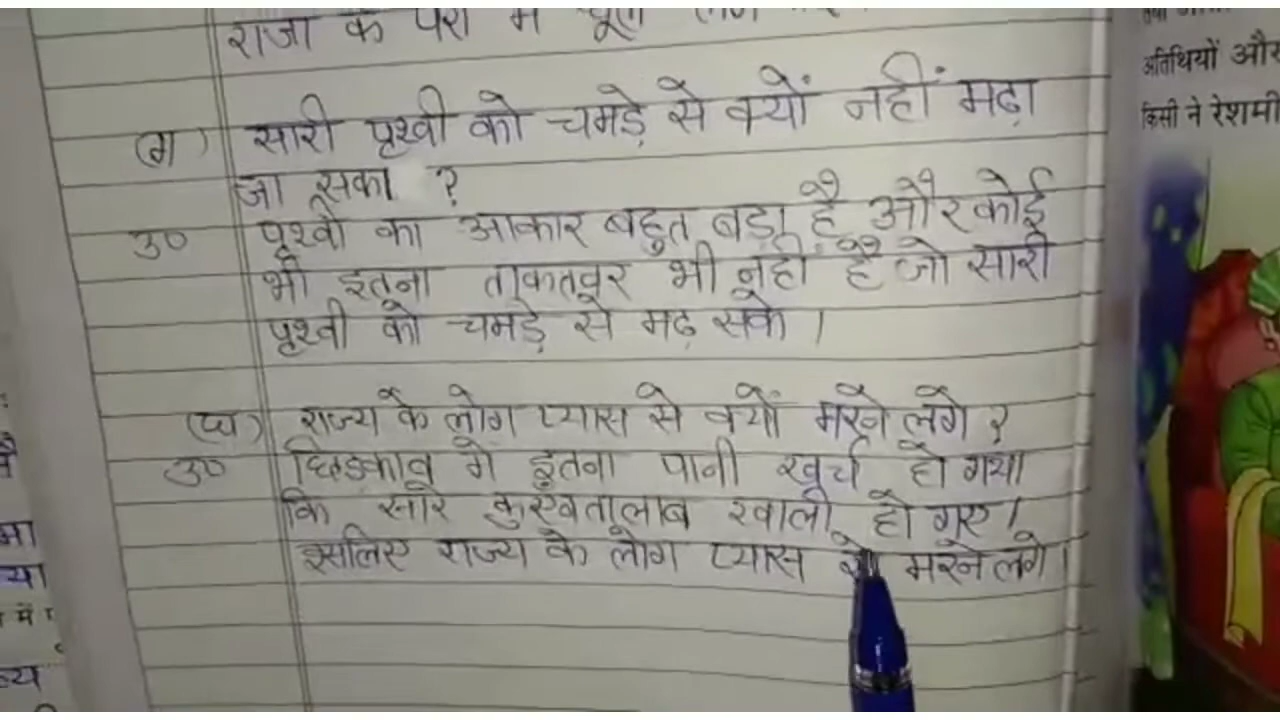 राजा के पैरों में धूल लग
(ग) सारी पृथ्वी को चमड़े से क्यों नहीं मढ़ा
जा सका ?
उ० पृथ्वी का आकार बहुत बड़ा है और कोई
भी इतना ताकतवर भी नहीं है जो सारी
पृथ्वी को चमड़े से मढ़ सके।
(घ) राज्य के लोग प्यास से क्यों मरने लगे ?
उ० छिड़काव में इतना पानी खर्च हो गया
कि सारे कुएँव तालाब खाली हो गए।
इसलिए राज्य के लोग प्यास से मरने लगे।
अतिथियों और
किसी ने रेशमी